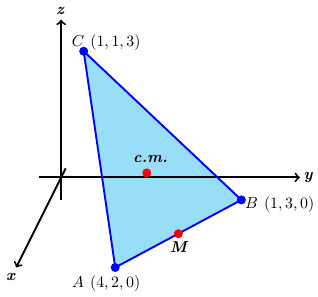 z
C (1, 1, 3)
c.m.
y
B (1, 3, 0)
M
x
A (4, 2, 0)